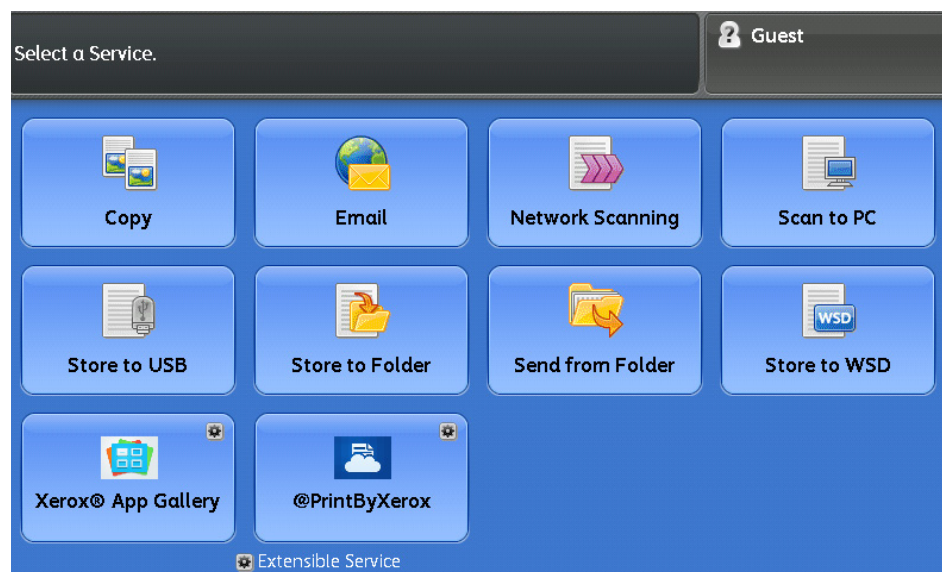 Select a Service.
Guest
Copy
Email
Network Scanning
Scan to PC
Store to USB
Store to Folder
Send from Folder
WSD
Store to WSD
Xerox® App Gallery
@PrintByXerox
Extensible Service